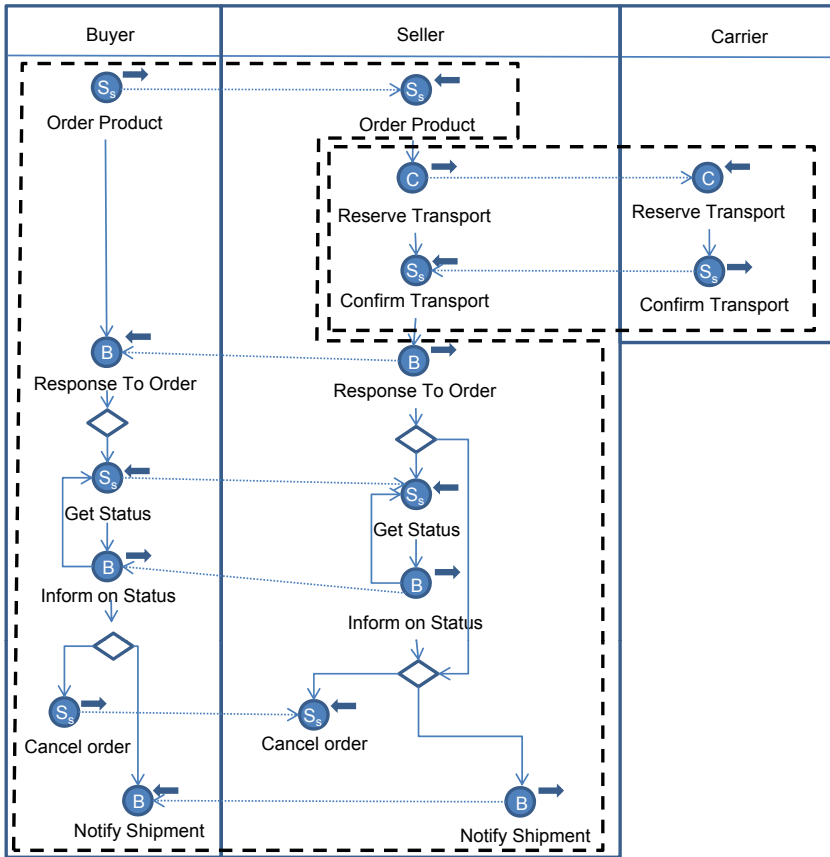 Buyer
Seller
Carrier
Ss
Ss
Order Product
Order Product
C
C
Reserve Transport
Reserve Transport
Ss
Ss
Confirm Transport
Confirm Transport
B
B
Response To Order
Response To Order
Ss
Ss
Get Status
Get Status
B
B
Inform on Status
Inform on Status
Ss
Ss
Cancel order
Cancel order
B
B
Notify Shipment
Notify Shipment